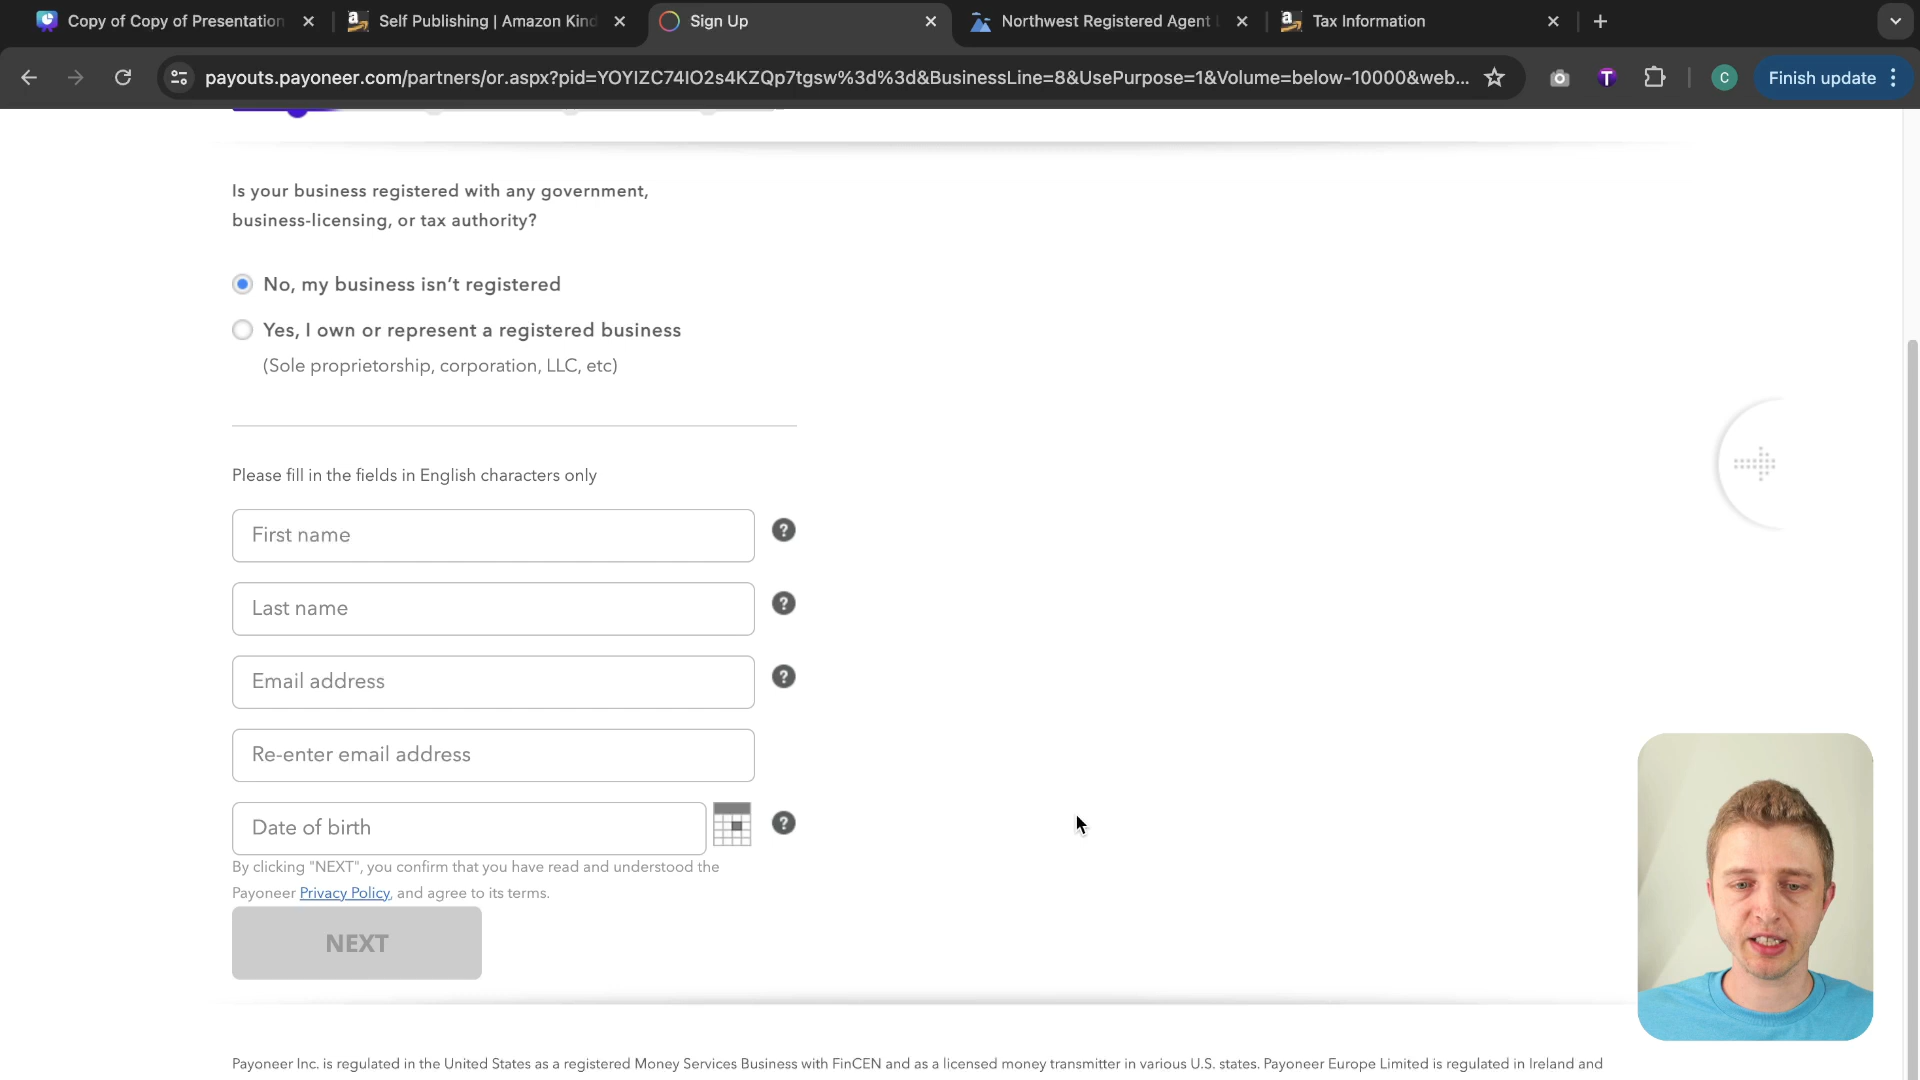 Copy of Copy of Presentation
Self Publishing | Amazon Kind
Sign Up
Northwest Registered Agent
Tax Information
payouts.payoneer.com/partners/or.aspx?pid=YOYIZC74IO2s4KZQp7tgsw%3d%3d&BusinessLine=8&UsePurpose=1&Volume=below-10000&web...
T
C
Finish update
Is your business registered with any government,
business-licensing, or tax authority?
No, my business isn't registered
Yes, I own or represent a registered business
(Sole proprietorship, corporation, LLC, etc)
Please fill in the fields in English characters only
First name
?
Last name
?
Email address
?
Re-enter email address
Date of birth
?
By clicking "NEXT", you confirm that you have read and understood the
Payoneer Privacy Policy, and agree to its terms.
NEXT
Payoneer Inc. is regulated in the United States as a registered Money Services Business with FinCEN and as a licensed money transmitter in various U.S. states. Payoneer Europe Limited is regulated in Ireland and